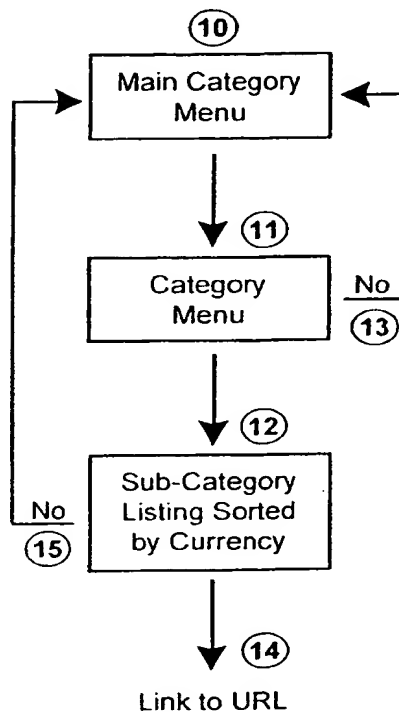 10
Main Category
Menu
11
Category
Menu
No
13
12
Sub-Category
Listing Sorted
by Currency
No
15
14
Link to URL